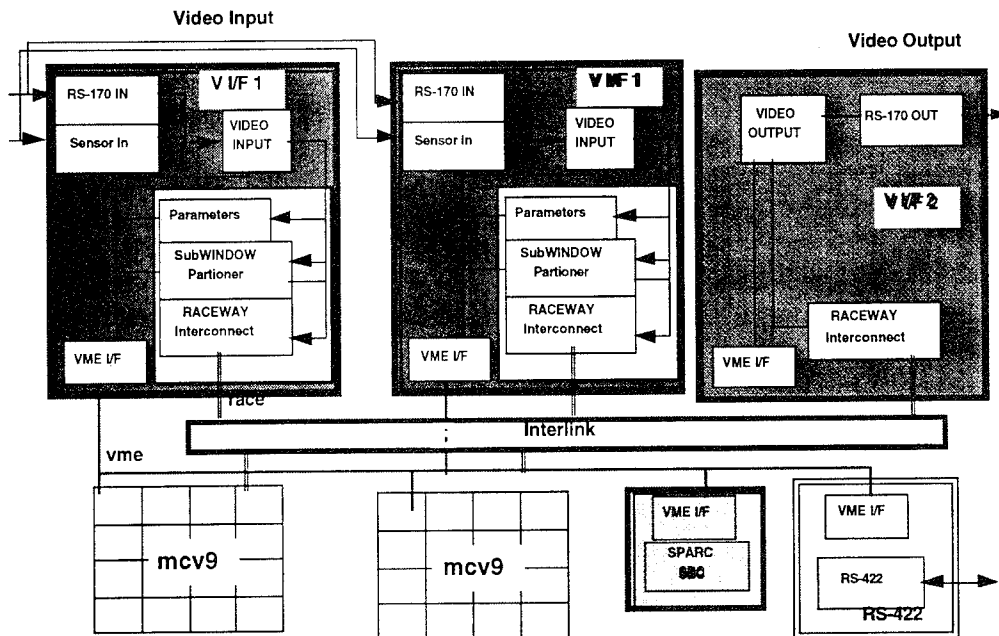 Video Input
Video Output
V I/F 1
RS-170 IN
Sensor In
VIDEO
INPUT
Parameters
SubWINDOW
Partioner
RACEWAY
Interconnect
VME I/F
V I/F 1
RS-170 IN
Sensor In
VIDEO
INPUT
Parameters
SubWINDOW
Partioner
RACEWAY
Interconnect
VME I/F
VIDEO
OUTPUT
RS-170 OUT
V I/F 2
RACEWAY
Interconnect
VME I/F
race
Interlink
vme
mcv9
mcv9
VME I/F
SPARC
SBC
VME I/F
RS-422
RS-422